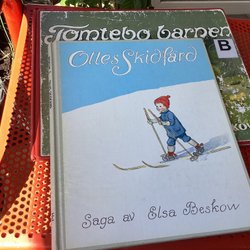 Tomtebo barnen
B
Olles Skidfärd
Saga av Elsa Beskow